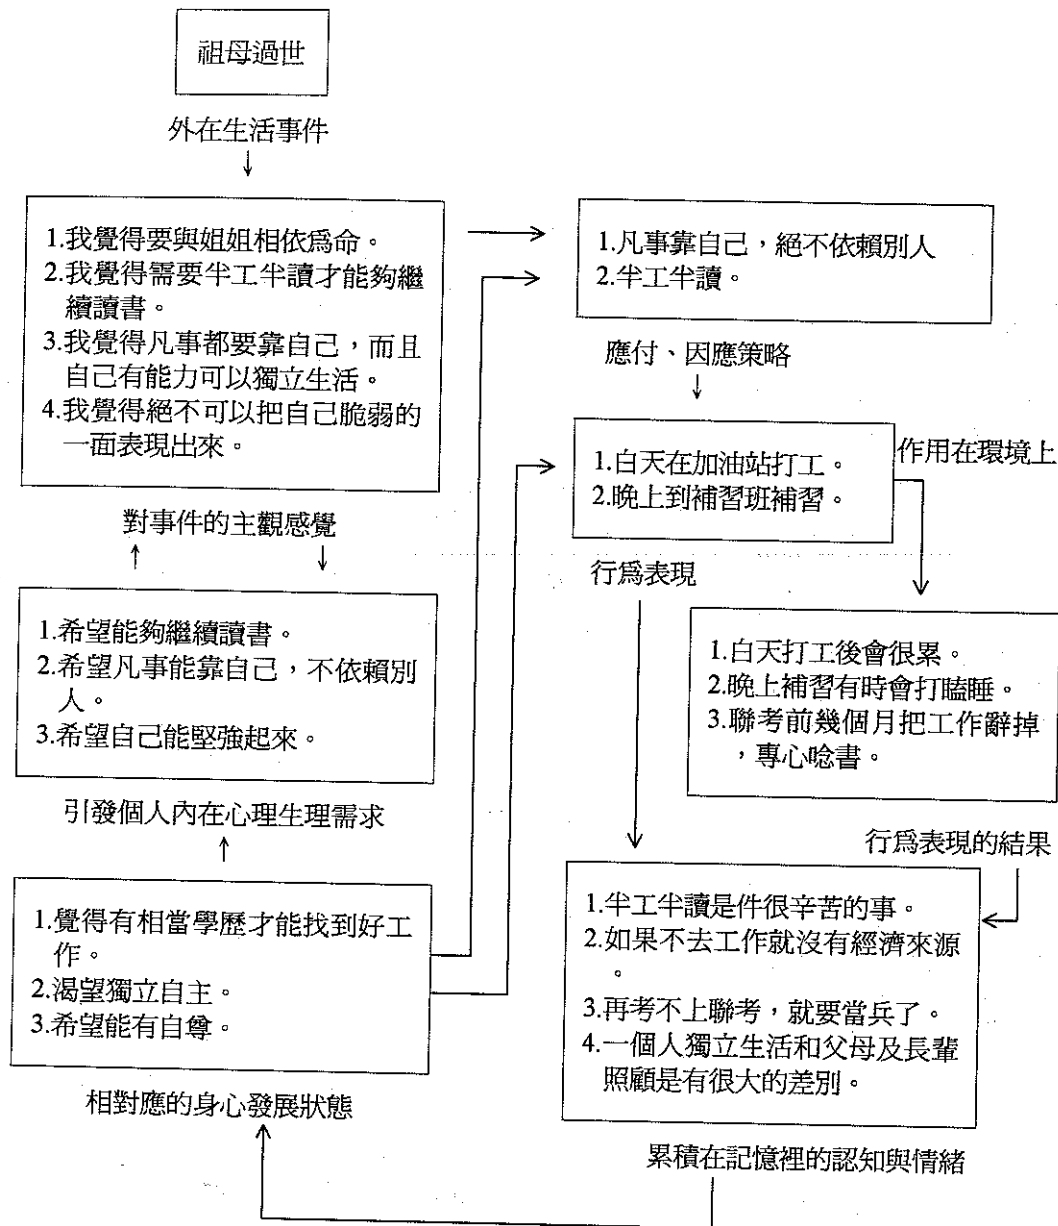 祖母過世
外在生活事件
1.我覺得要與姐姐相依爲命。
2.我覺得需要半工半讀才能夠繼
續讀書。
3.我覺得凡事都要靠自己，而且
自己有能力可以獨立生活。
4.我覺得絕不可以把自己脆弱的
一面表現出來。
對事件的主觀感覺
1.希望能夠繼續讀書。
2.希望凡事能靠自己，不依賴別
人。
3.希望自己能堅強起來。
引發個人內在心理生理需求
1.覺得有相當學歷才能找到好工
作。
2.渴望獨立自主。
3.希望能有自尊。
相對應的身心發展狀態
1.凡事靠自己，絕不依賴別人
2.半工半讀。
應付、因應策略
1.白天在加油站打工。
2.晚上到補習班補習。
作用在環境上
行爲表現
1.白天打工後會很累。
2.晚上補習有時會打瞌睡。
3.聯考前幾個月把工作辭掉
，專心唸書。
行爲表現的結果
1.半工半讀是件很辛苦的事。
2.如果不去工作就沒有經濟來源
。
3.再考不上聯考，就要當兵了。
4.一個人獨立生活和父母及長輩
照顧是有很大的差別。
累積在記憶裡的認知與情緒